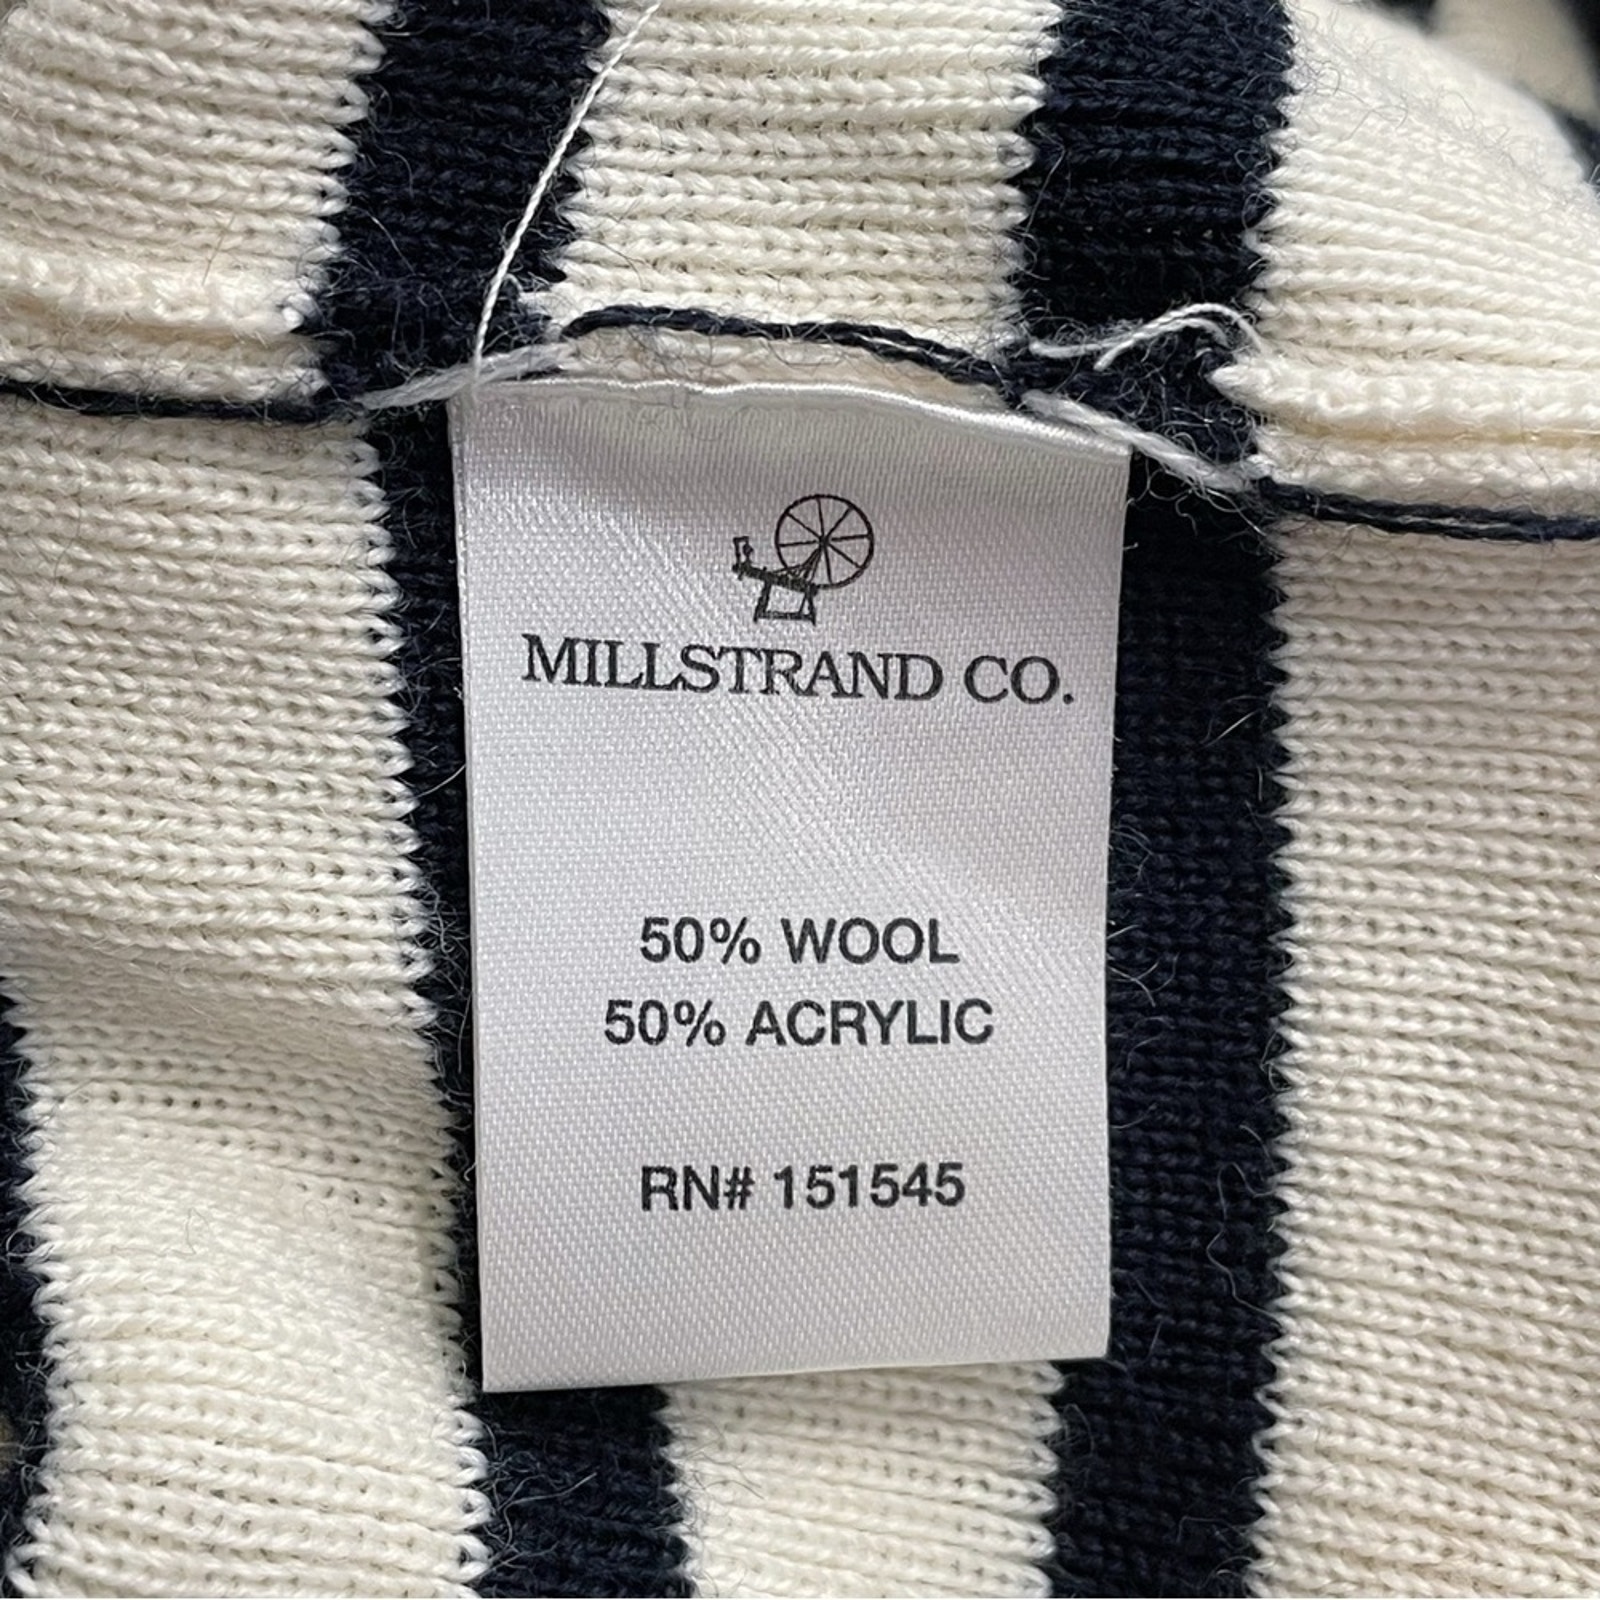 MILLSTRAND CO.
50% WOOL
50% ACRYLIC
RN# 151545